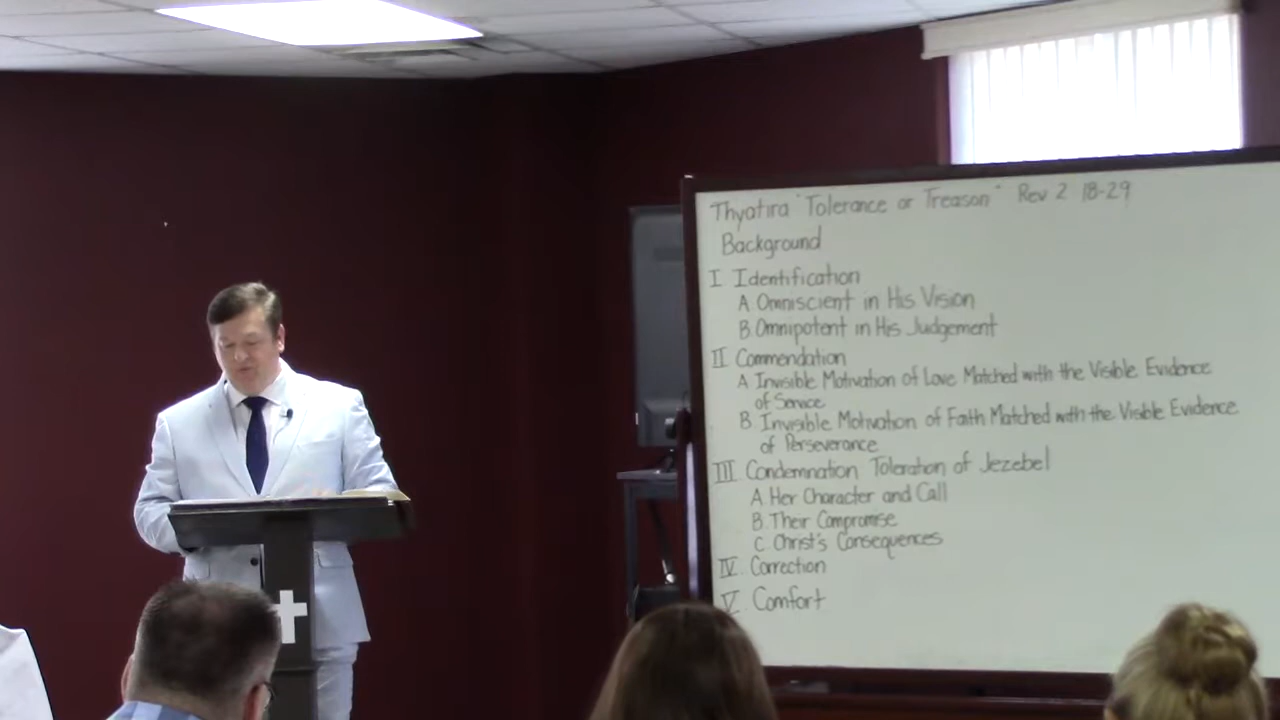 Thyatira "Tolerance or Treason" Rev 2 18-29
Background
I Identification
A. Omniscient in His Vision
B. Omnipotent in His Judgement
II Commendation
A Invisible Motivation of Love Matched with the Visible Evidence
of Service
B. Invisible Motivation of Faith Matched with the Visible Evidence
of Perseverance
III Condemnation Toleration of Jezebel
A. Her Character and Call
B. Their Compromise
C. Christ's Consequences
IV. Correction
V. Comfort